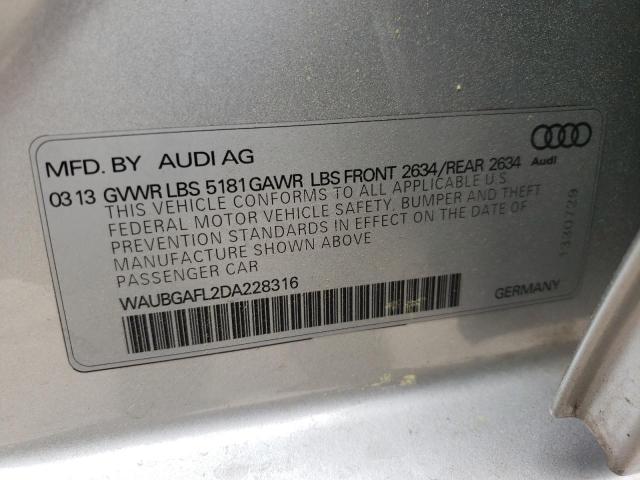 MFD. BY AUDI AG
Audi
03 13 GVWR LBS 5181 GAWR LBS FRONT 2634/REAR 2634
THIS VEHICLE CONFORMS TO ALL APPLICABLE U.S.
FEDERAL MOTOR VEHICLE SAFETY, BUMPER AND THEFT
PREVENTION STANDARDS IN EFFECT ON THE DATE OF
MANUFACTURE SHOWN ABOVE
PASSENGER CAR
1330729
WAUBGAFL2DA228316
GERMANY